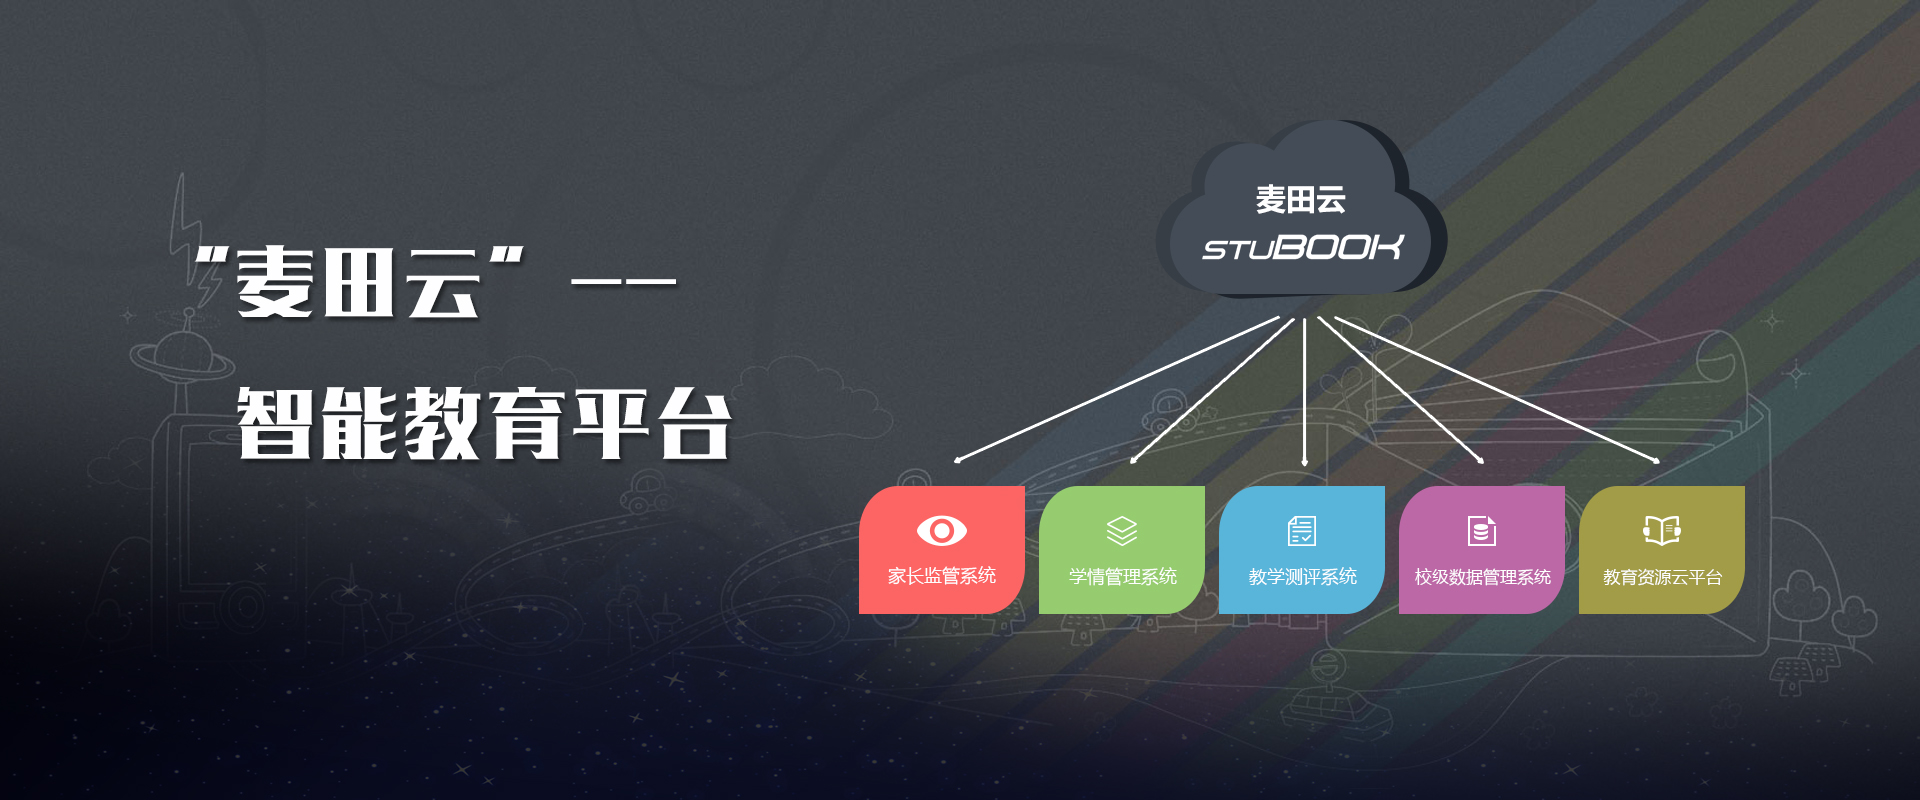 “麦田云”——
智能教育平台
麦田云
STUBOOK
家长监管系统
学情管理系统
教学测评系统
校级数据管理系统
教育资源云平台